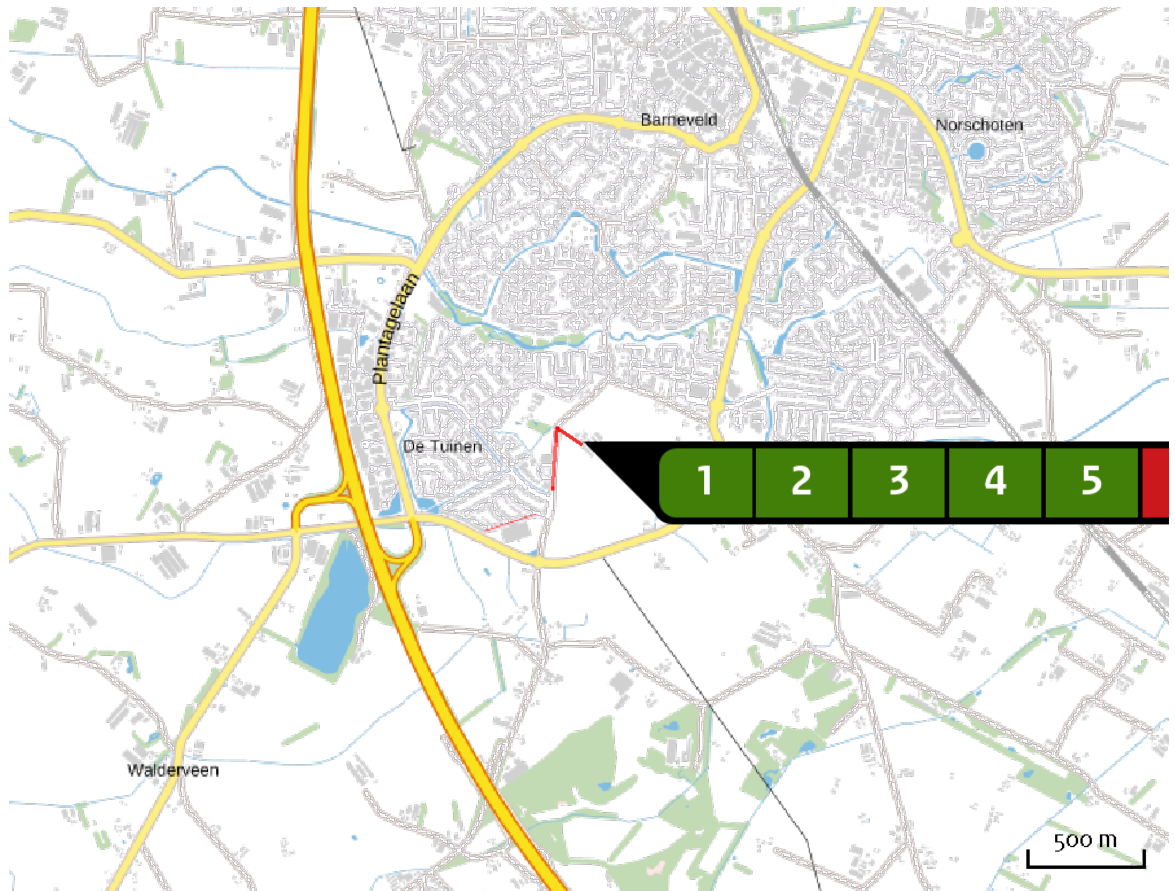 Barneveld
Norschoten
Plantagelaan
De Tuinen
1 2 3 4 5
Walderveen
500 m